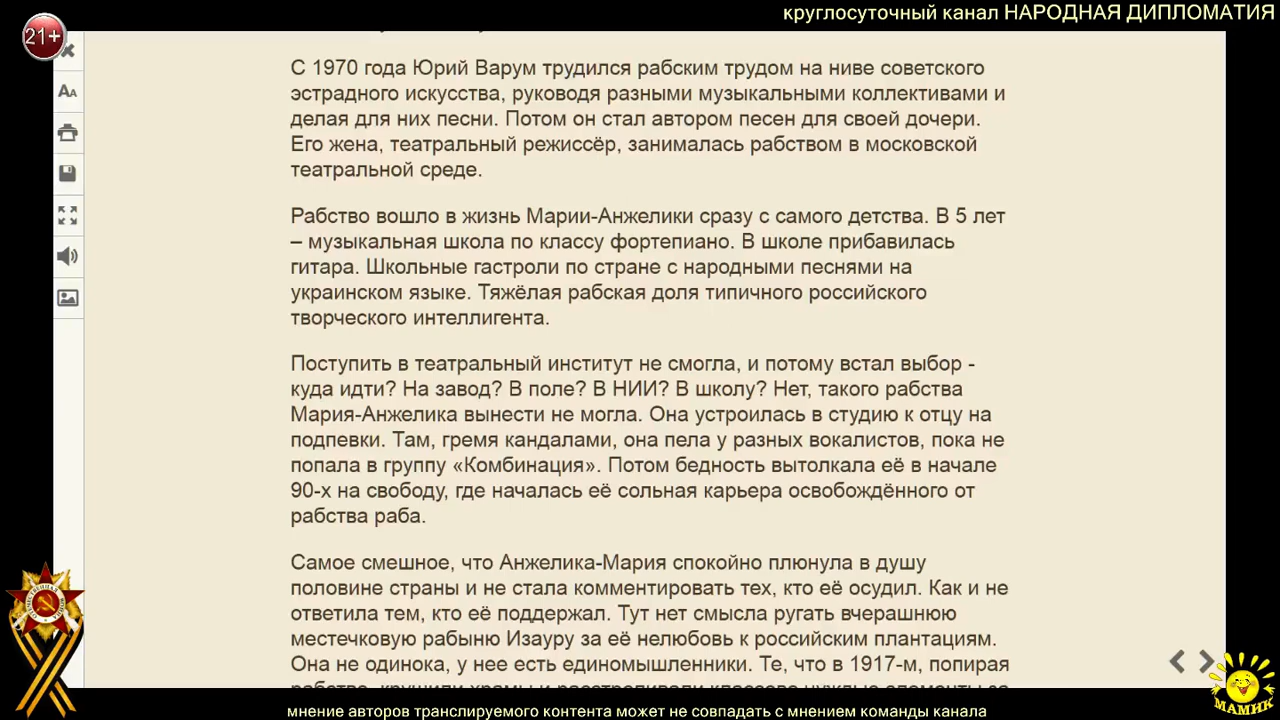 круглосуточный канал НАРОДНАЯ ДИПЛОМАТИЯ
21+
AA
С 1970 года Юрий Варум трудился рабским трудом на ниве советского
эстрадного искусства, руководя разными музыкальными коллективами и
делая для них песни. Потом он стал автором песен для своей дочери.
Его жена, театральный режиссёр, занималась рабством в московской
театральной среде.
Рабство вошло в жизнь Марии-Анжелики сразу с самого детства. В 5 лет
– музыкальная школа по классу фортепиано. В школе прибавилась
гитара. Школьные гастроли по стране с народными песнями на
украинском языке. Тяжёлая рабская доля типичного российского
творческого интеллигента.
Поступить в театральный институт не смогла, и потому встал выбор -
куда идти? На завод? В поле? В НИИ? В школу? Нет, такого рабства
Мария-Анжелика вынести не могла. Она устроилась в студию к отцу на
подпевки. Там, гремя кандалами, она пела у разных вокалистов, пока не
попала в группу «Комбинация». Потом бедность вытолкала её в начале
90-х на свободу, где началась её сольная карьера освобождённого от
рабства раба.
Самое смешное, что Анжелика-Мария спокойно плюнула в душу
половине страны и не стала комментировать тех, кто её осудил. Как и не
ответила тем, кто её поддержал. Тут нет смысла ругать вчерашнюю
местечковую рабыню Изауру за её нелюбовь к российским плантациям.
Она не одинока, у нее есть единомышленники. Те, что в 1917-м, попирая
рабство, крушили храмы и расстреливали классово чуждые элементы за
МАМИК
мнение авторов транслируемого контента может не совпадать с мнением команды канала